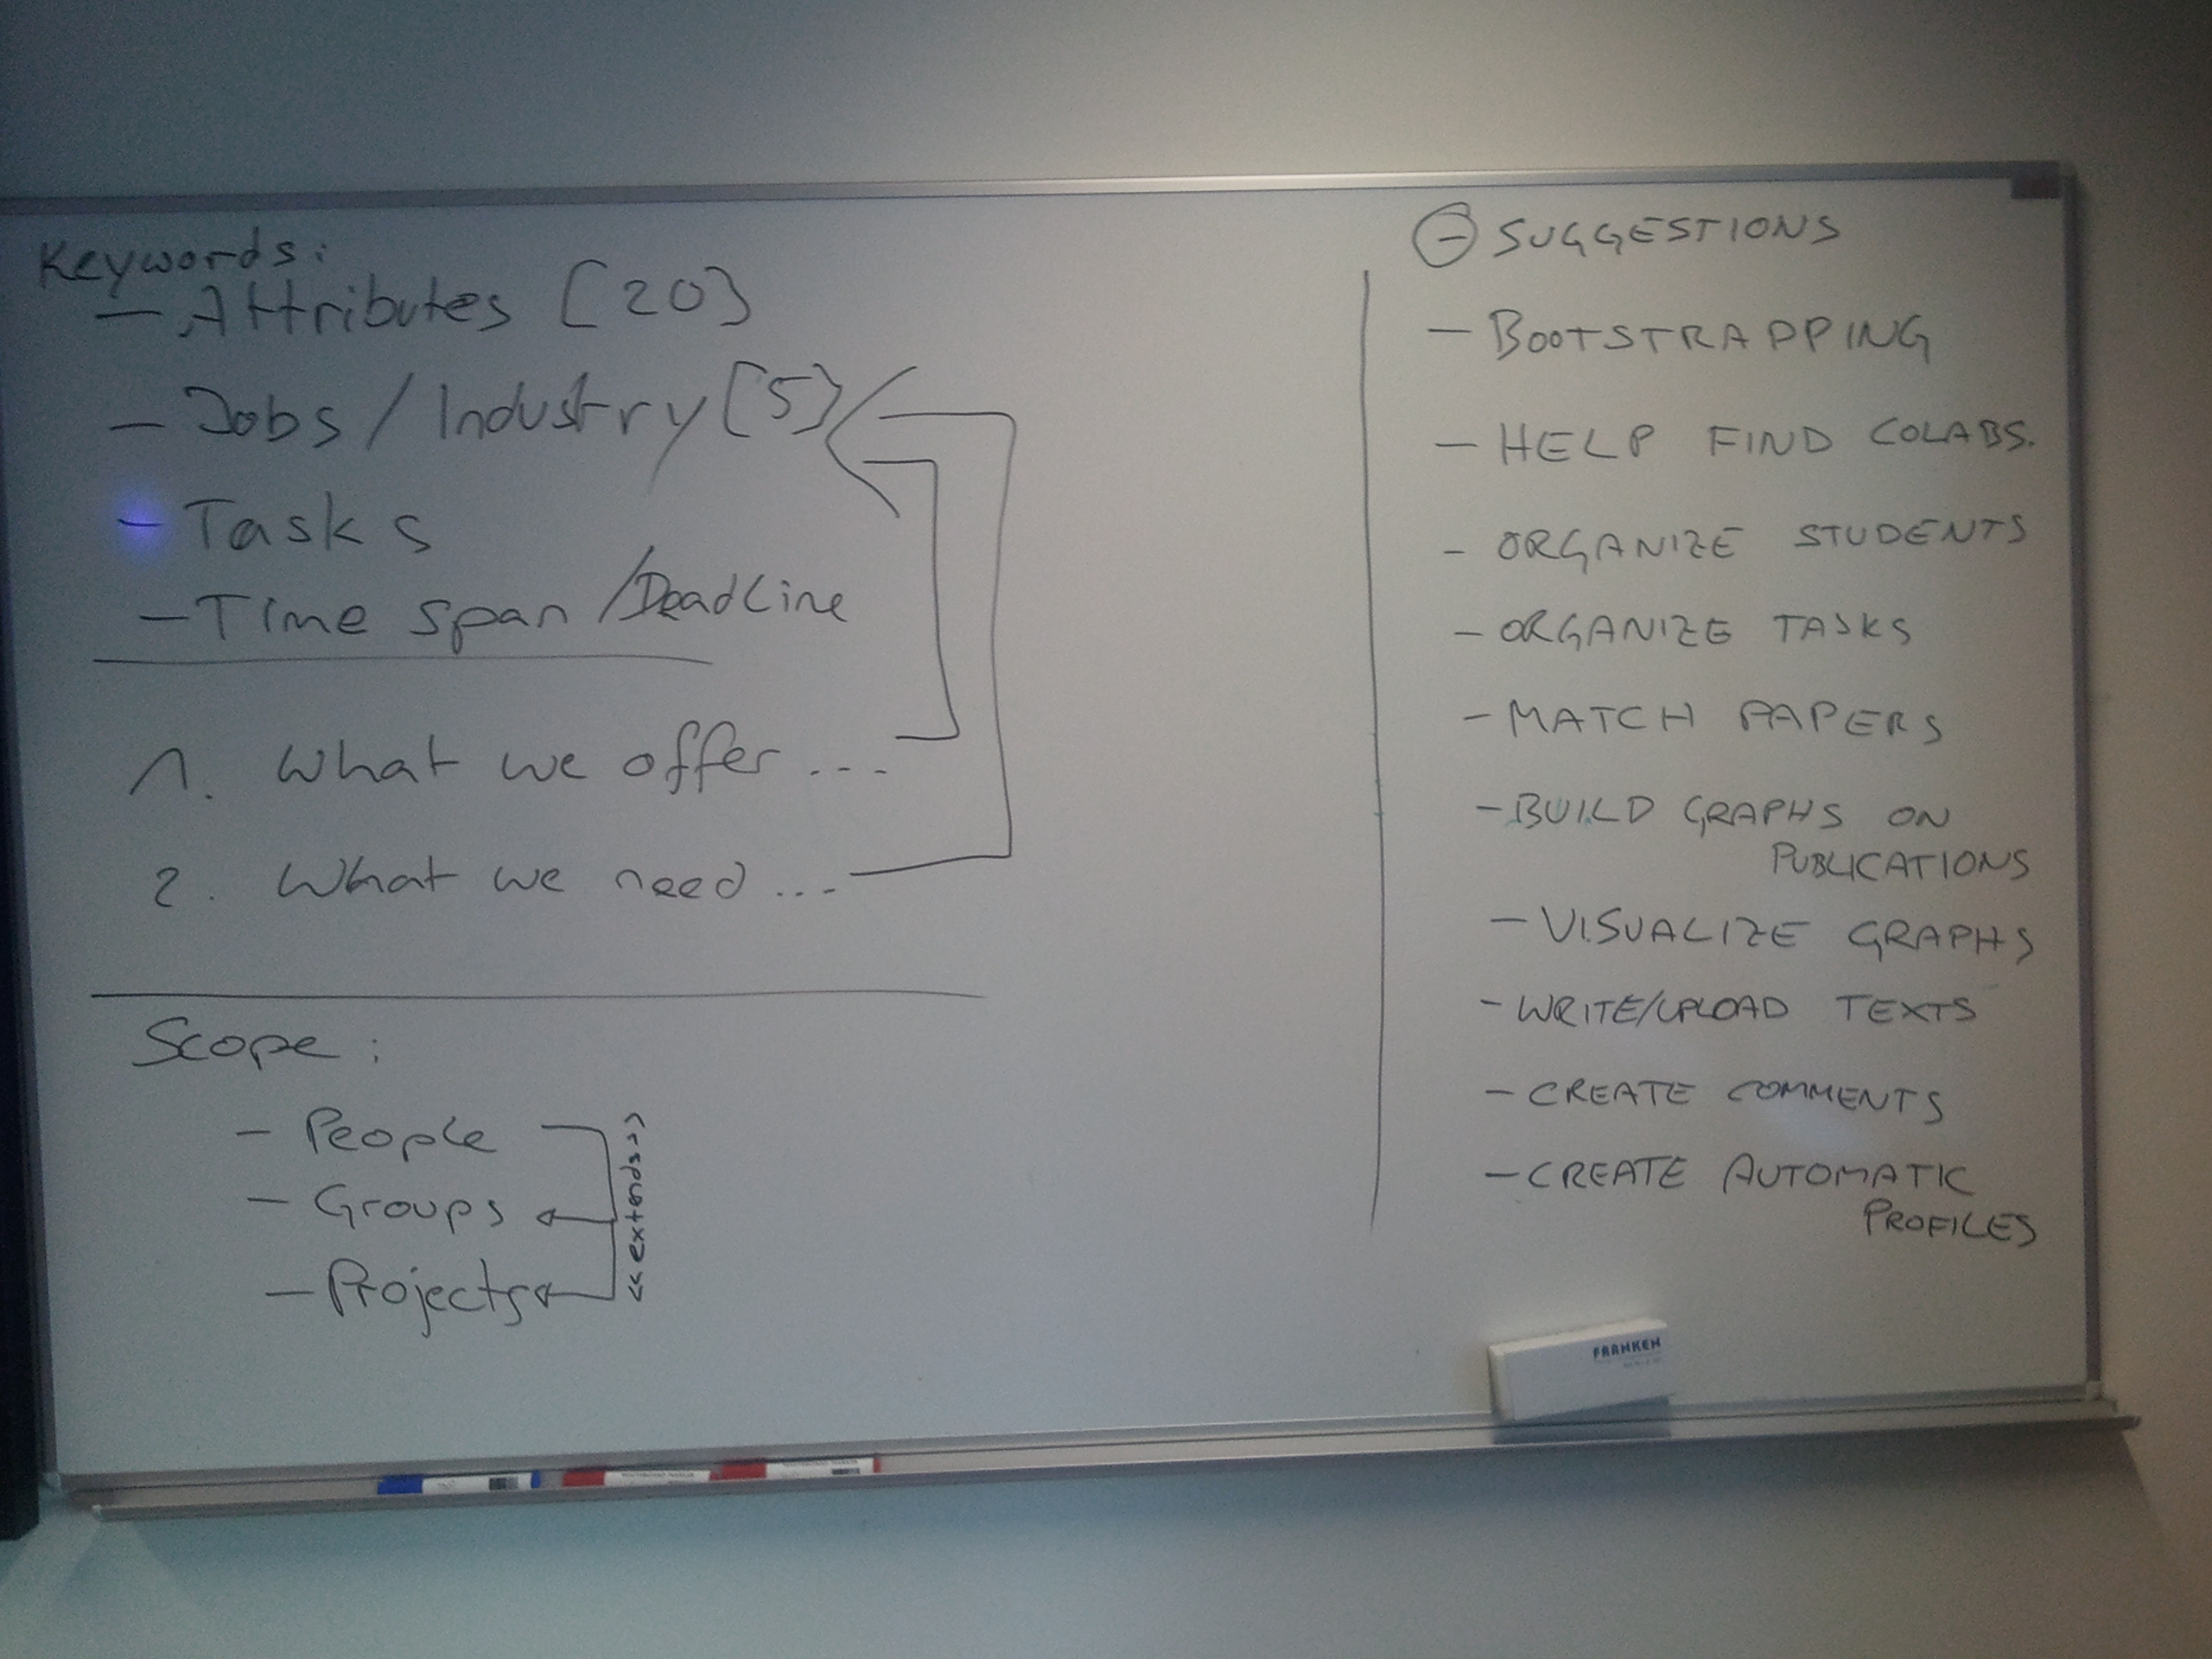 Keywords:
- Attributes [20]
- Jobs / Industry [5]
- Tasks
- Time span / Deadline
1. What we offer ...
2. What we need ...
Scope:
- People
- Groups
- Projects
<<extends>>
- SUGGESTIONS
- BOOTSTRAPPING
- HELP FIND COLABS.
- ORGANIZE STUDENTS
- ORGANIZE TASKS
- MATCH PAPERS
- BUILD GRAPHS ON
PUBLICATIONS
- VISUALIZE GRAPHS
- WRITE/UPLOAD TEXTS
- CREATE COMMENTS
- CREATE AUTOMATIC
PROFILES
FRANKEN